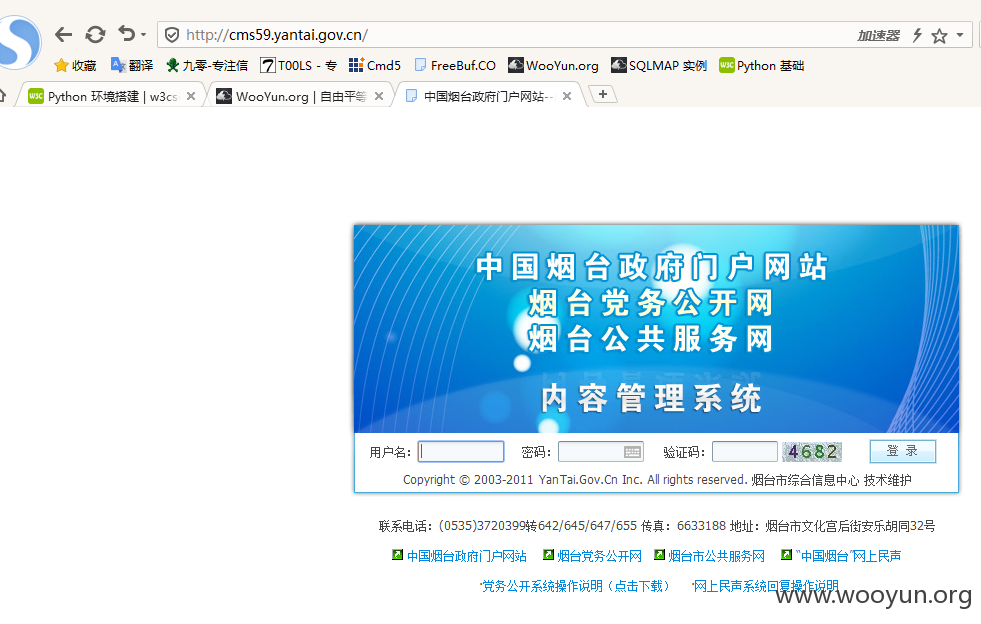 http://cms59.yantai.gov.cn/ 加速器
收藏 翻译 九零-专注信 T00LS - 专 Cmd5 FreeBuf.CO WooYun.org SQLMAP 实例 Python 基础
Python 环境搭建 | w3cs WooYun.org | 自由平等 中国烟台政府门户网站--
中国烟台政府门户网站
烟台党务公开网
烟台公共服务网
内容管理系统
用户名: 密码: 验证码: 4682 登 录
Copyright © 2003-2011 YanTai.Gov.Cn Inc. All rights reserved. 烟台市综合信息中心 技术维护
联系电话：(0535)3720399转642/645/647/655 传真：6633188 地址：烟台市文化宫后街安乐胡同32号
中国烟台政府门户网站 烟台党务公开网 烟台市公共服务网 "中国烟台"网上民声
·党务公开系统操作说明（点击下载） ·网上民声系统回复操作说明
www.wooyun.org